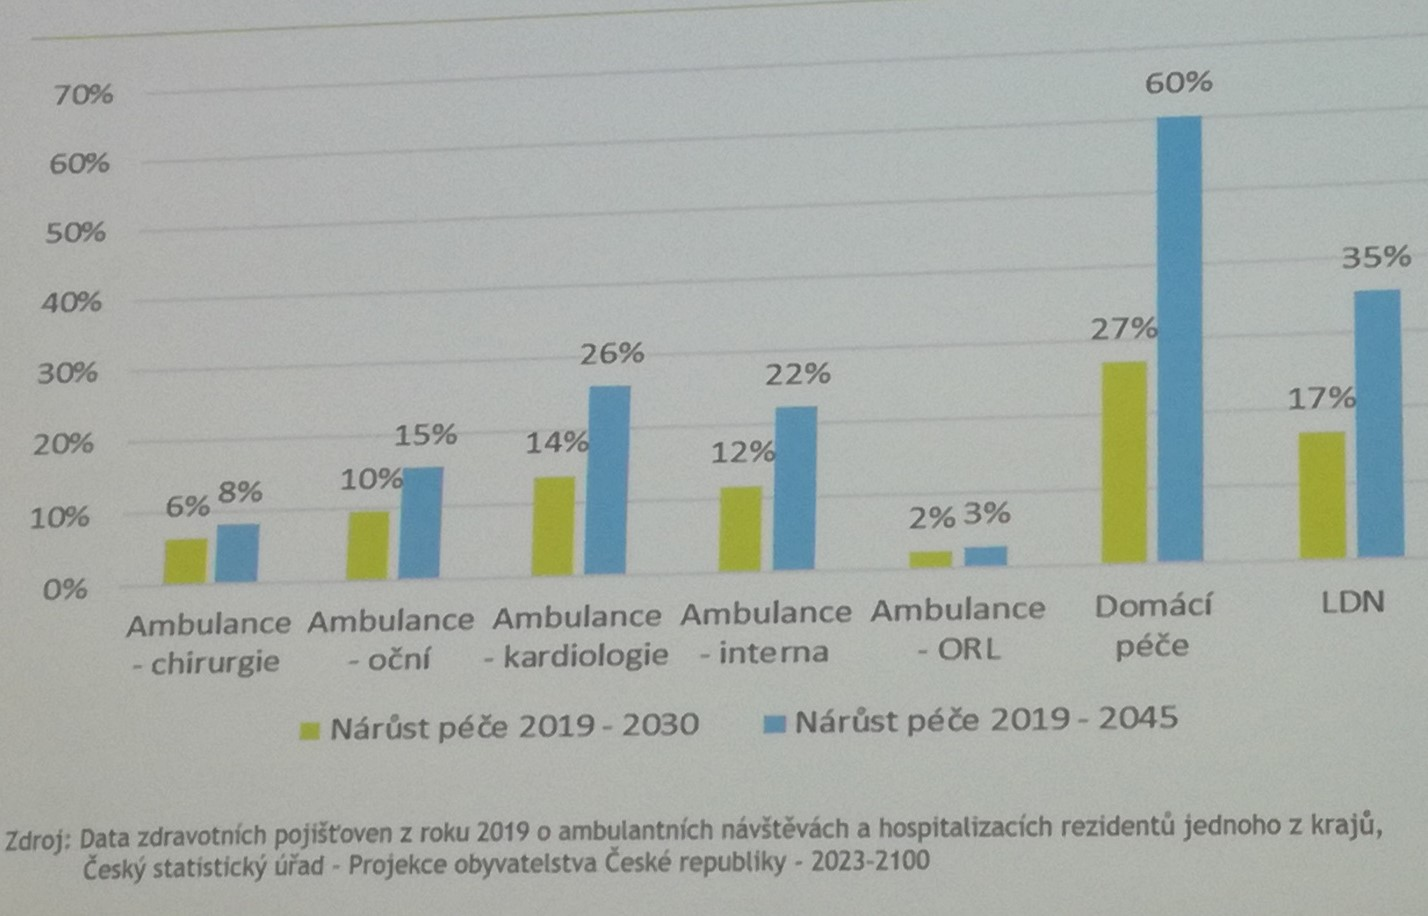 70%
60%
50%
40%
30%
20%
10%
0%
6%
8%
10%
15%
14%
26%
12%
22%
2%
3%
27%
60%
17%
35%
Ambulance
- chirurgie
Ambulance
- oční
Ambulance
- kardiologie
Ambulance
- interna
Ambulance
- ORL
Domácí
péče
LDN
Nárůst péče 2019 - 2030
Nárůst péče 2019 - 2045
Zdroj: Data zdravotních pojišťoven z roku 2019 o ambulantních návštěvách a hospitalizacích rezidentů jednoho z krajů,
Český statistický úřad - Projekce obyvatelstva České republiky - 2023-2100